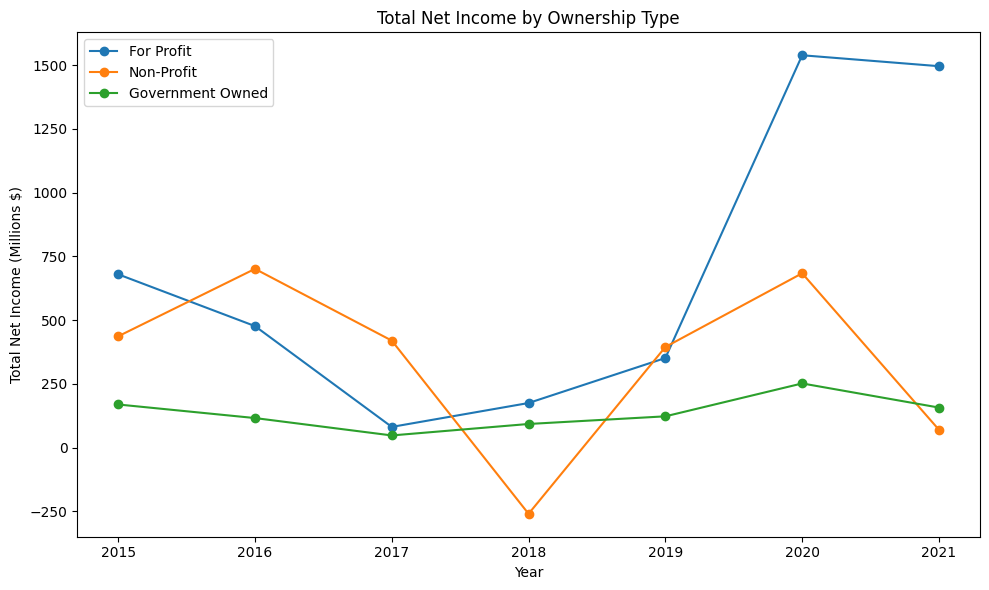 Total Net Income by Ownership Type
For Profit
Non-Profit
Government Owned
Total Net Income (Millions $)
1500
1250
1000
750
500
250
0
−250
2015 2016 2017 2018 2019 2020 2021
Year